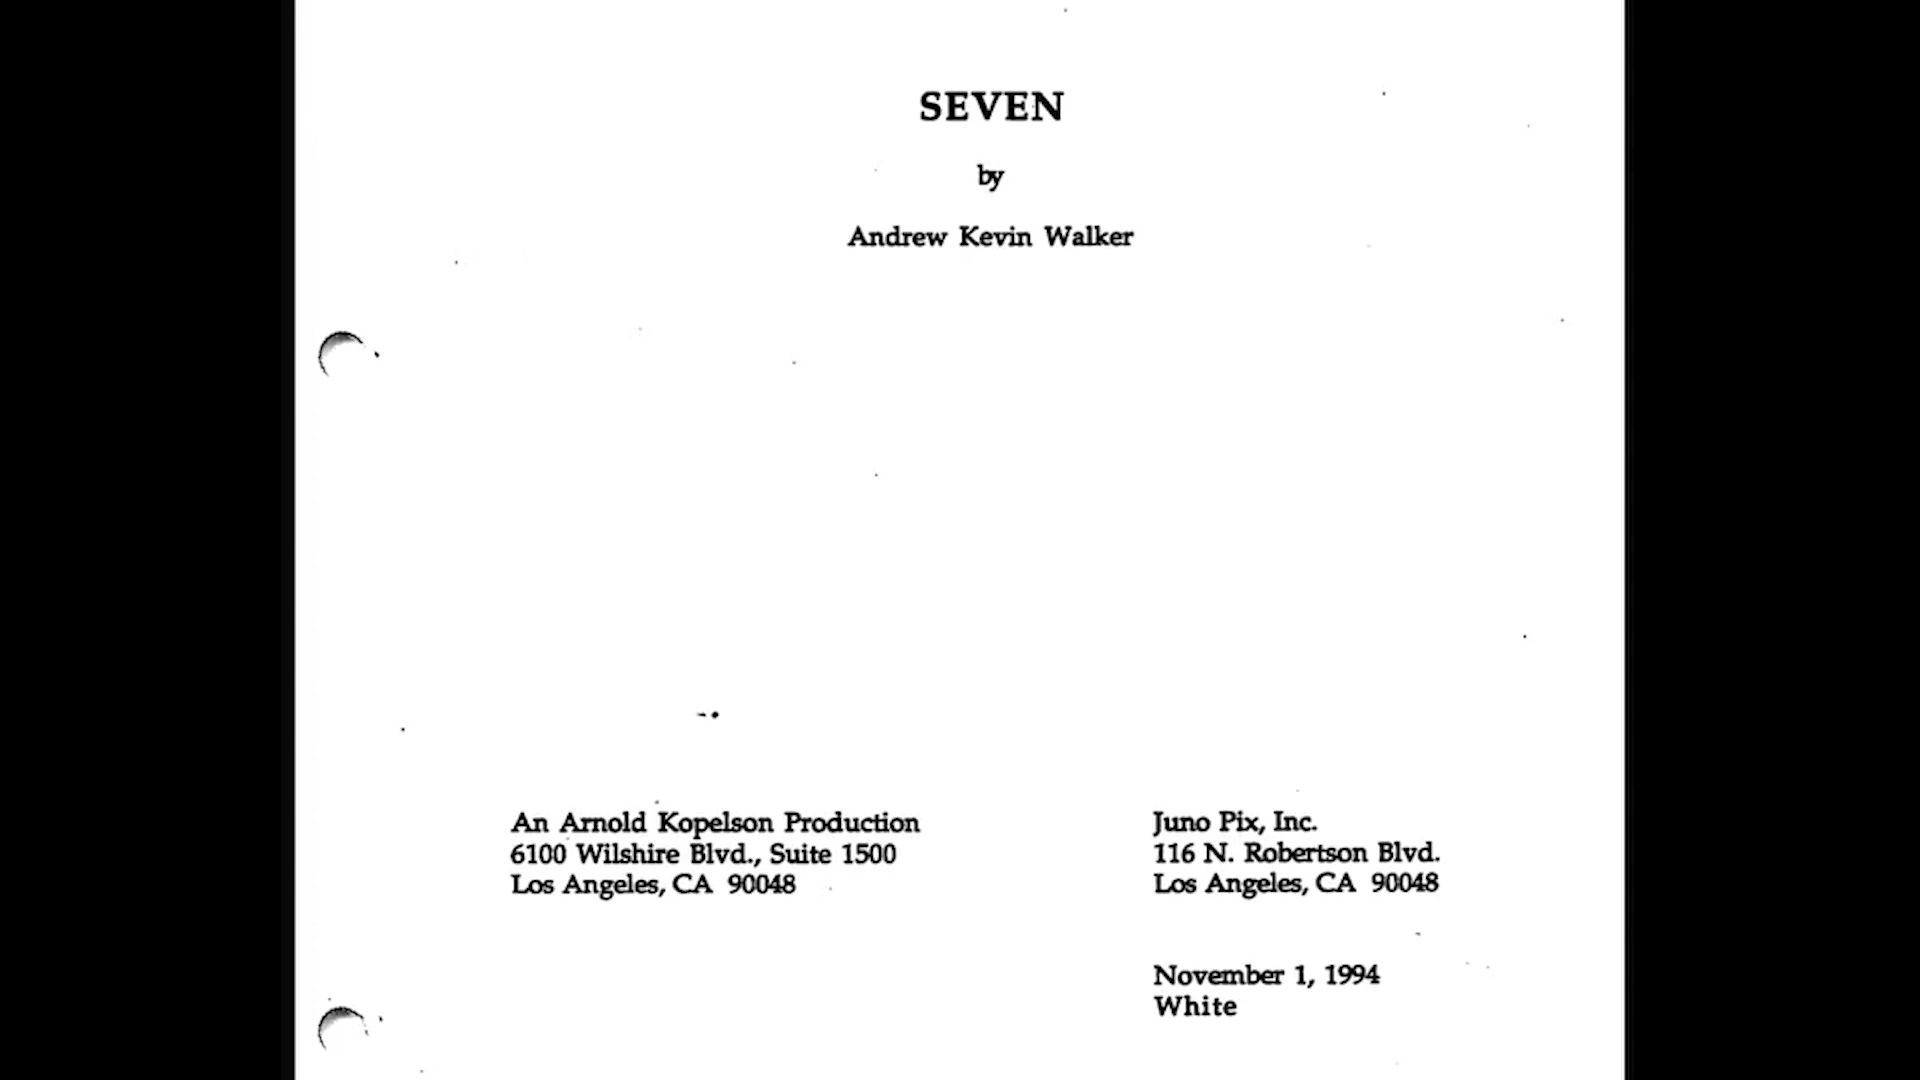 SEVEN
by
Andrew Kevin Walker
An Arnold Kopelson Production
6100 Wilshire Blvd., Suite 1500
Los Angeles, CA 90048
Juno Pix, Inc.
116 N. Robertson Blvd.
Los Angeles, CA 90048
November 1, 1994
White